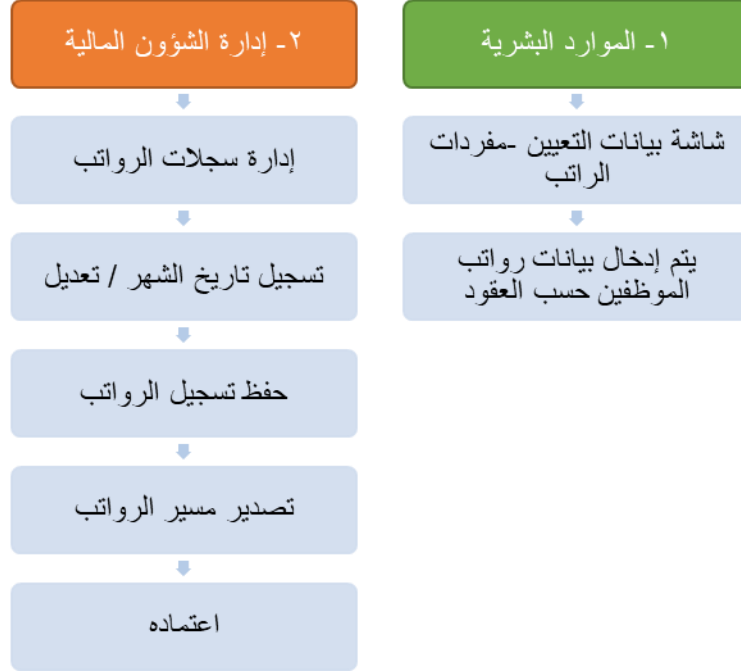 ١- الموارد البشرية
شاشة بيانات التعيين -مفردات
الراتب
يتم إدخال بيانات رواتب
الموظفين حسب العقود
٢- إدارة الشؤون المالية
إدارة سجلات الرواتب
تسجيل تاريخ الشهر / تعديل
حفظ تسجيل الرواتب
تصدير مسير الرواتب
اعتماده